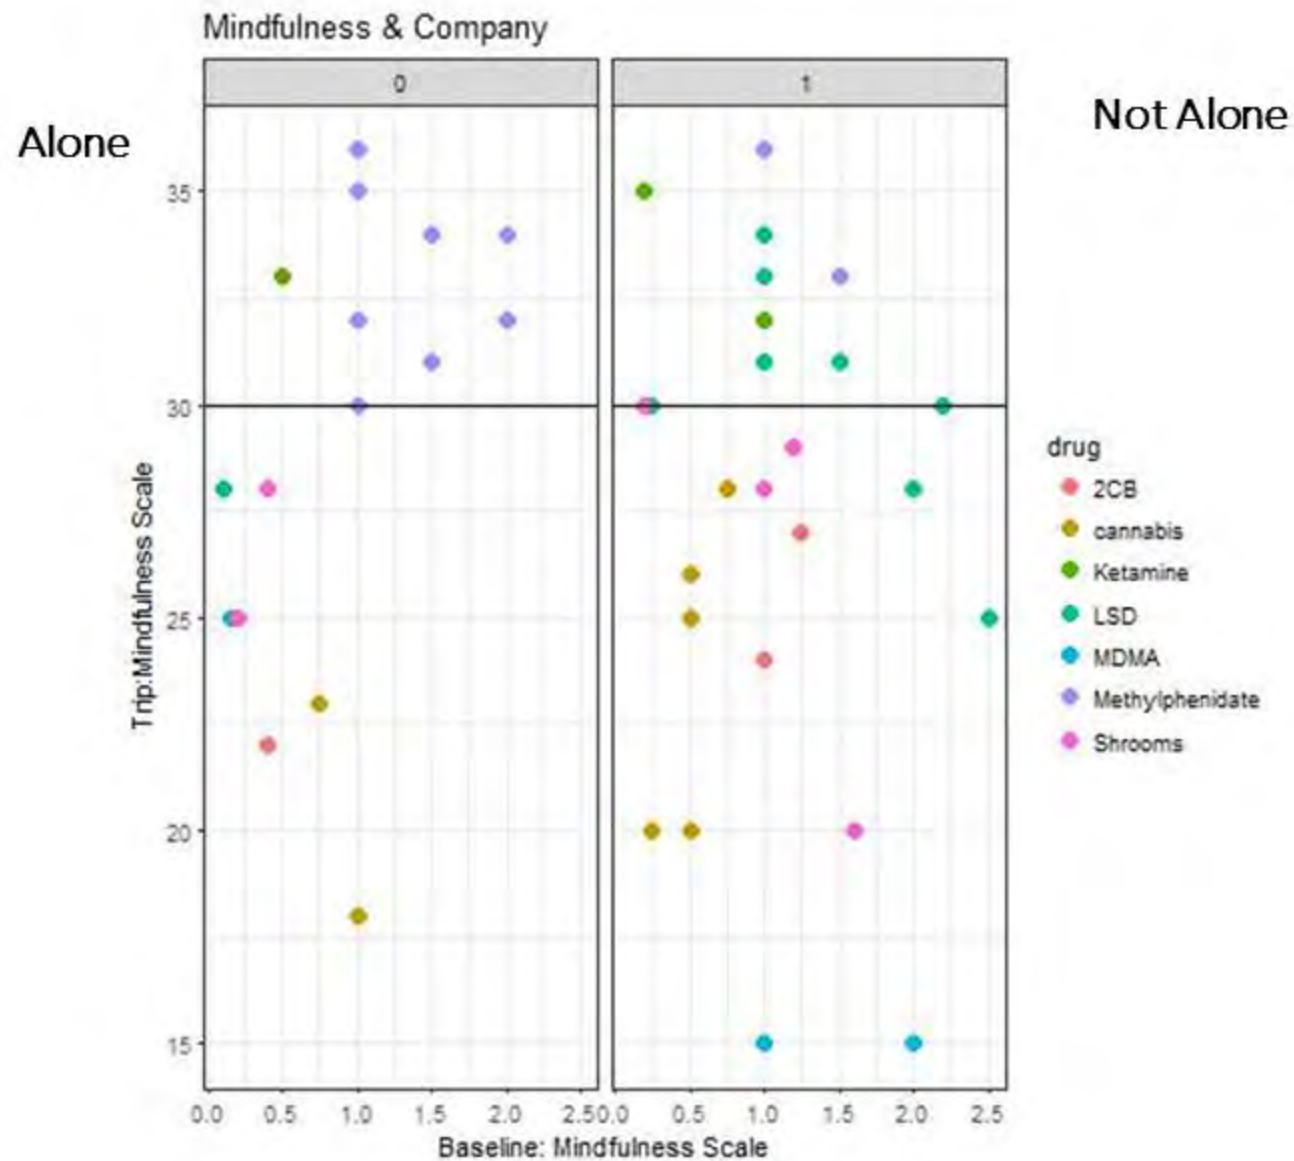 Mindfulness & Company
0
1
Alone
Not Alone
35
30
25
20
15
Trip:Mindfulness Scale
0.0 0.5 1.0 1.5 2.0 2.5 0.0 0.5 1.0 1.5 2.0 2.5
Baseline: Mindfulness Scale
drug
2CB
cannabis
Ketamine
LSD
MDMA
Methylphenidate
Shrooms